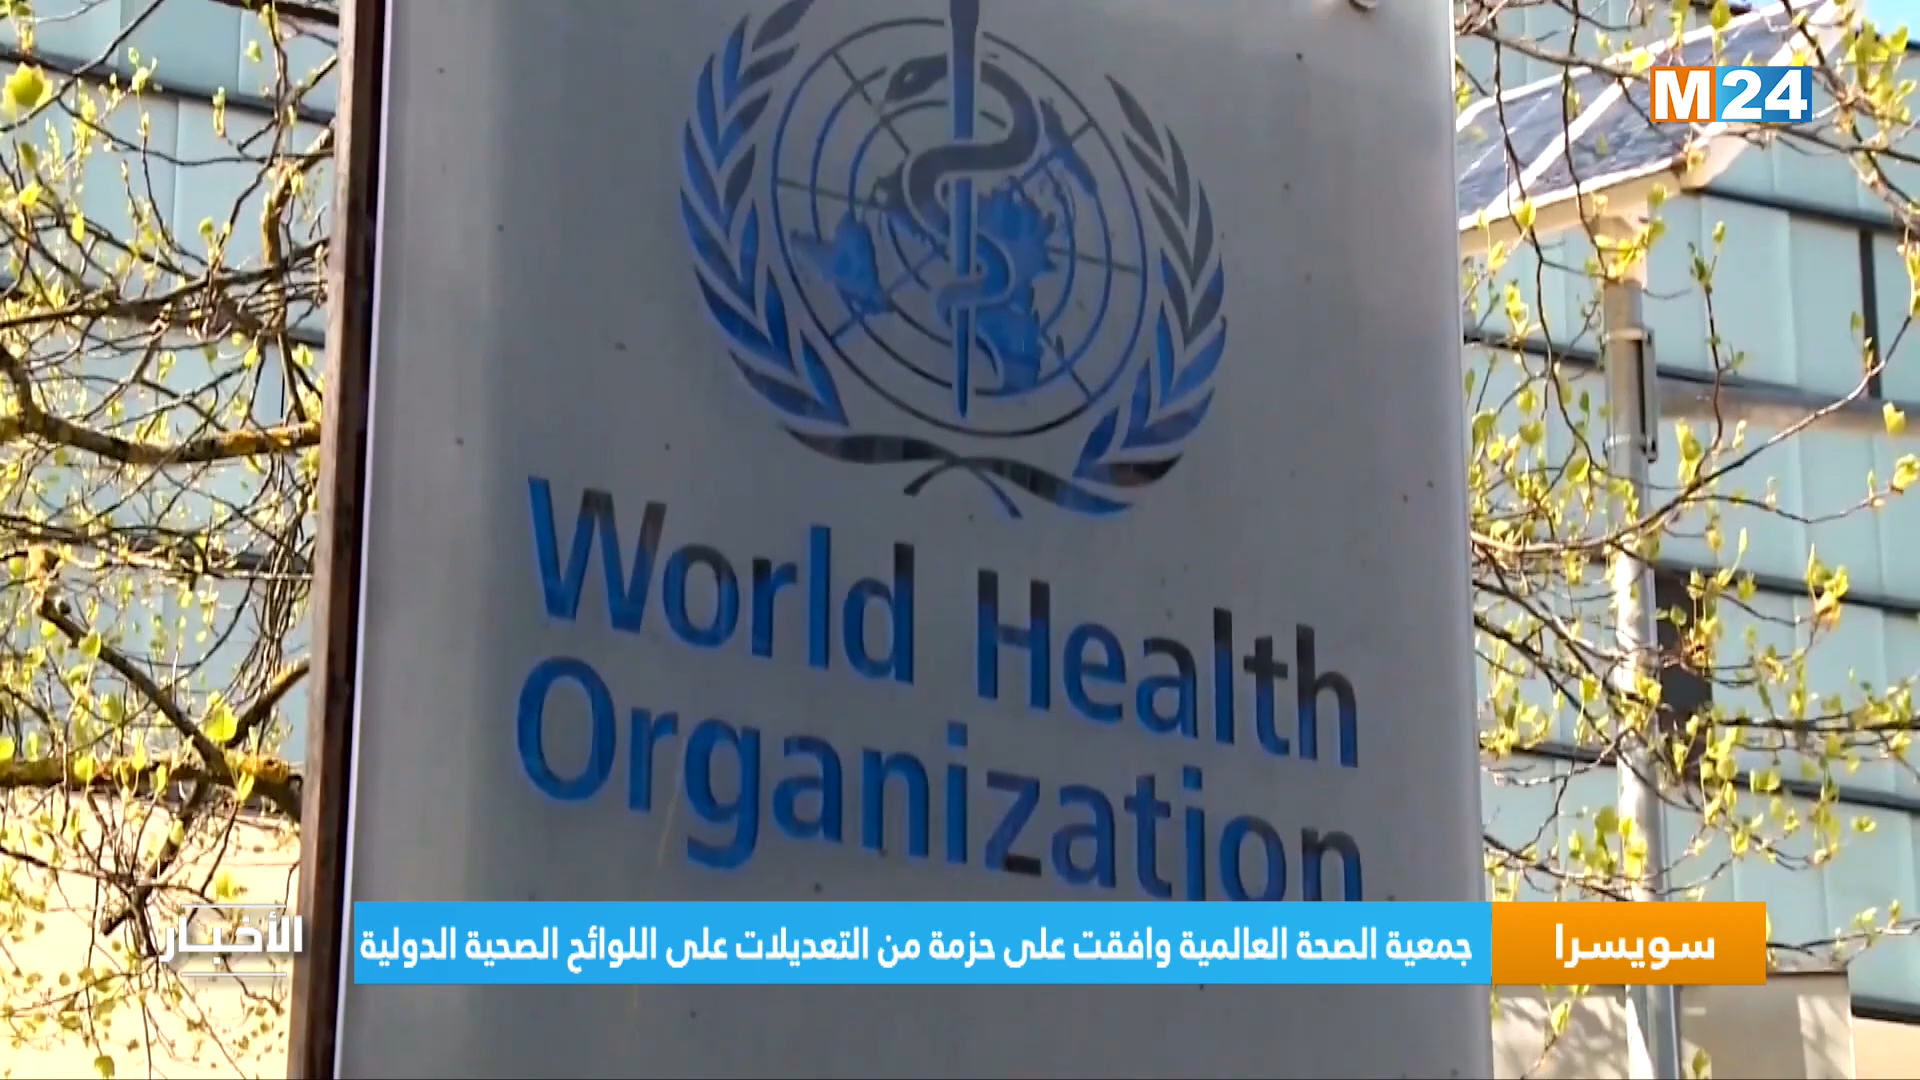 M24
World Health
Organization
سويسرا
جمعية الصحة العالمية وافقت على حزمة من التعديلات على اللوائح الصحية الدولية
الأخبار